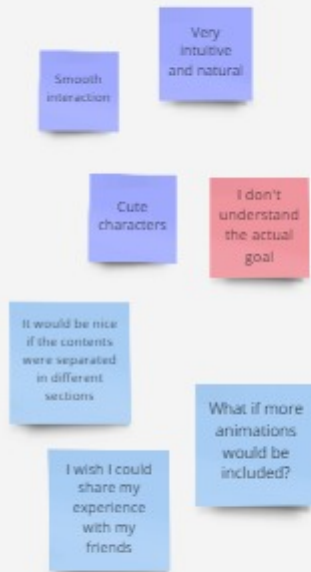 Very
intuitive
and natural
Smooth
interaction
Cute
characters
I don't
understand
the actual
goal
It would be nice
if the contents
were separated
in different
sections
What if more
animations
would be
included?
I wish I could
share my
experience
with my
friends